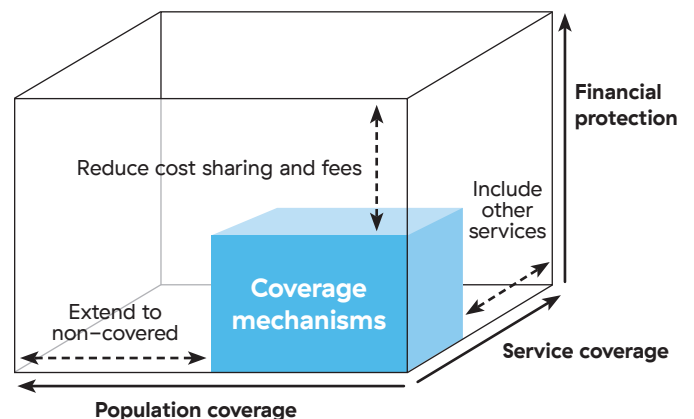 Financial
protection
Reduce cost sharing and fees
Include
other
services
Coverage
mechanisms
Extend to
non–covered
Service coverage
Population coverage